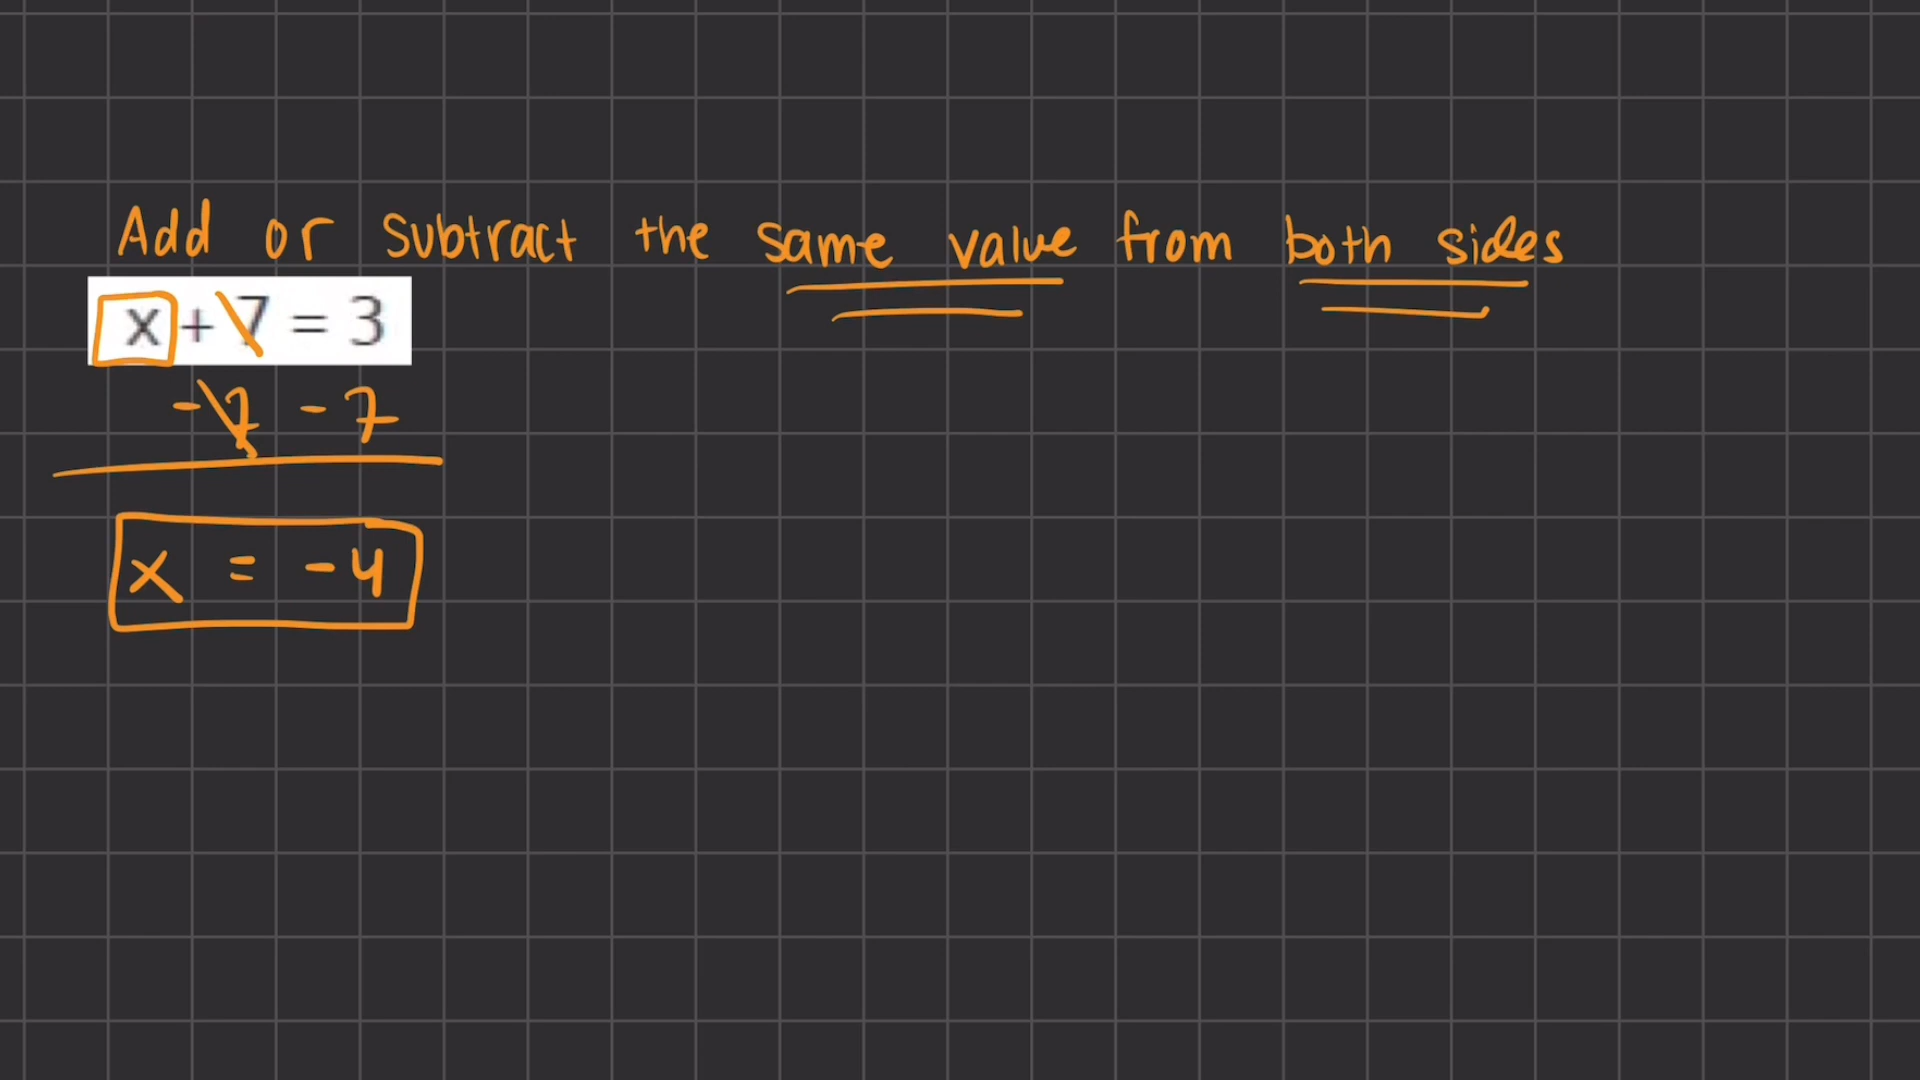 Add or subtract the same value from both sides
x + 7 = 3
-7 - 7
x = -4